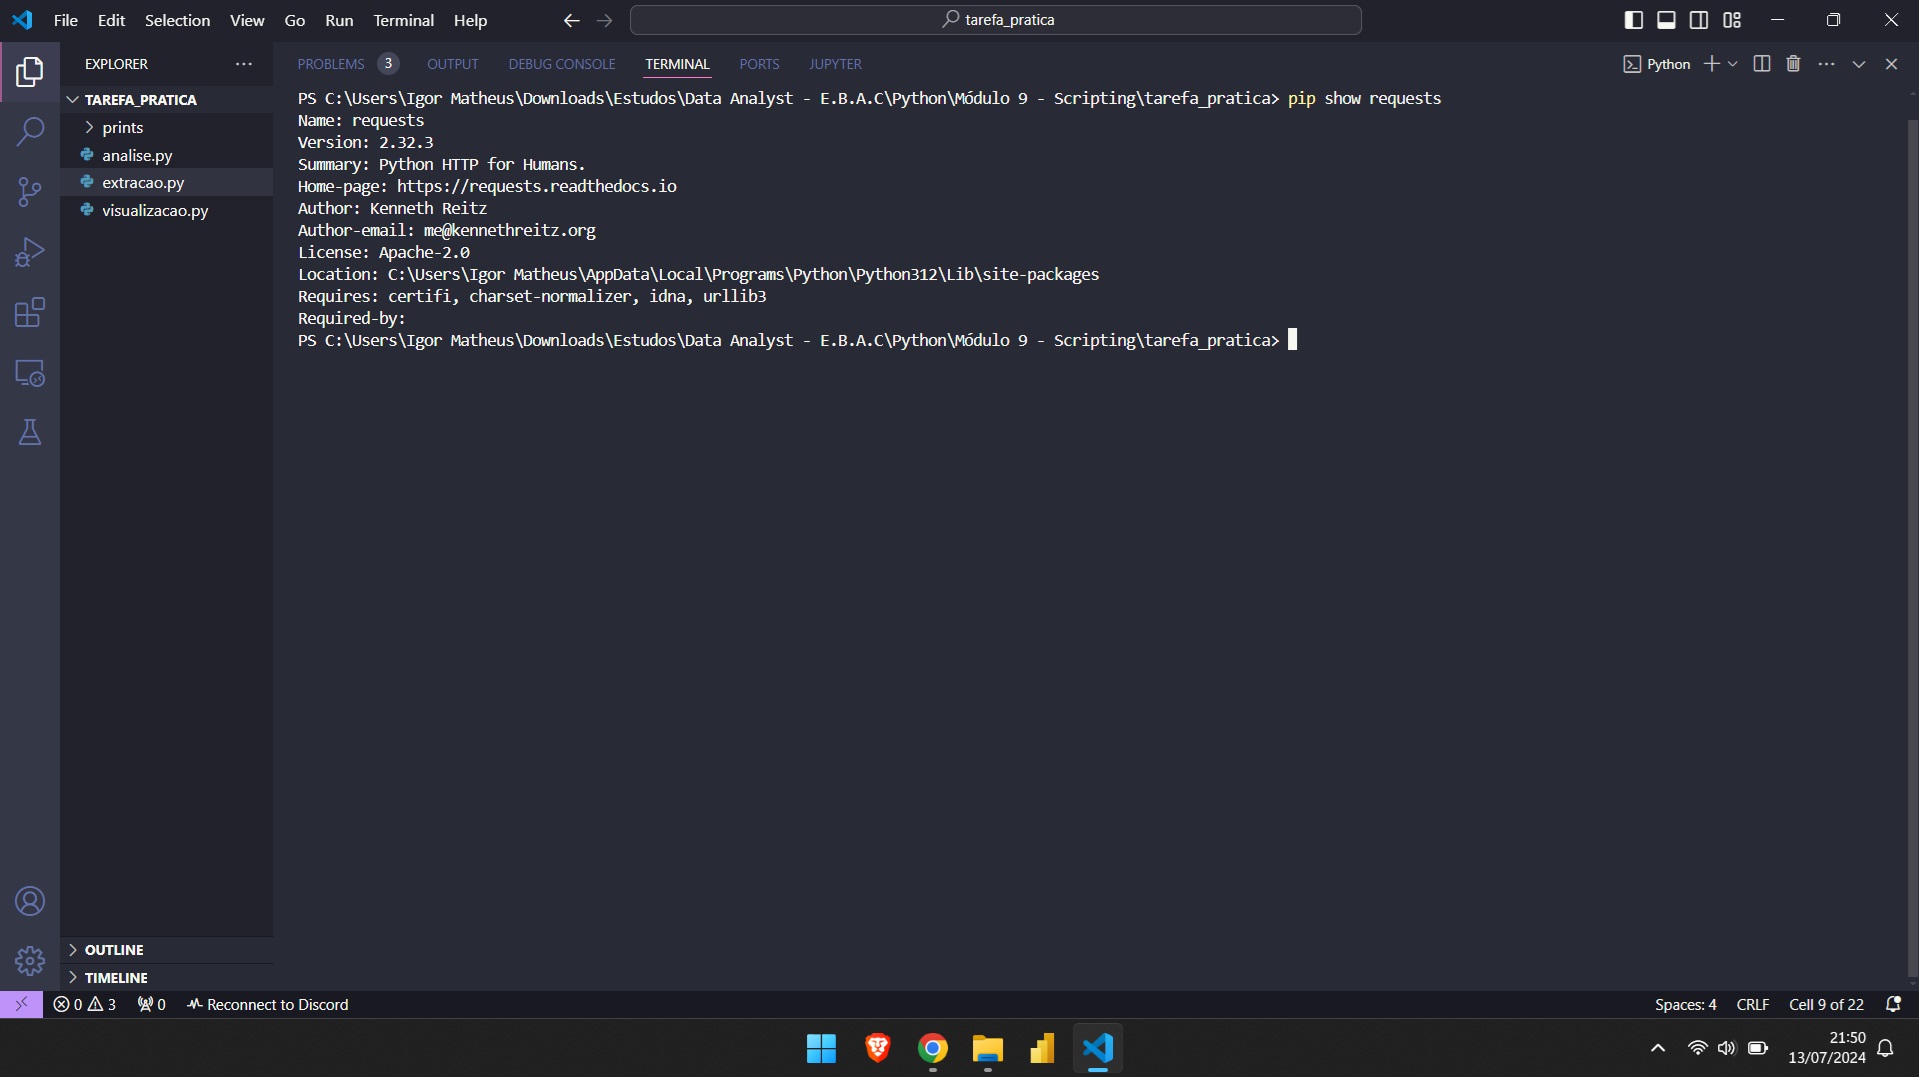 File Edit Selection View Go Run Terminal Help
tarefa_pratica
EXPLORER
PROBLEMS 3 OUTPUT DEBUG CONSOLE TERMINAL PORTS JUPYTER
Python
TAREFA_PRATICA
prints
analise.py
extracao.py
visualizacao.py
PS C:\Users\Igor Matheus\Downloads\Estudos\Data Analyst - E.B.A.C\Python\Módulo 9 - Scripting\tarefa_pratica> pip show requests
Name: requests
Version: 2.32.3
Summary: Python HTTP for Humans.
Home-page: https://requests.readthedocs.io
Author: Kenneth Reitz
Author-email: me@kennethreitz.org
License: Apache-2.0
Location: C:\Users\Igor Matheus\AppData\Local\Programs\Python\Python312\Lib\site-packages
Requires: certifi, charset-normalizer, idna, urllib3
Required-by:
PS C:\Users\Igor Matheus\Downloads\Estudos\Data Analyst - E.B.A.C\Python\Módulo 9 - Scripting\tarefa_pratica>
OUTLINE
TIMELINE
0 3 0 Reconnect to Discord
Spaces: 4 CRLF Cell 9 of 22
21:50
13/07/2024